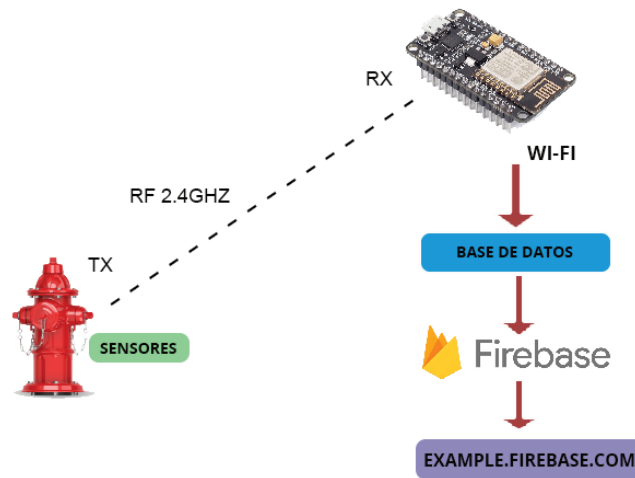 RX
WI-FI
RF 2.4GHZ
BASE DE DATOS
TX
SENSORES
Firebase
EXAMPLE.FIREBASE.COM